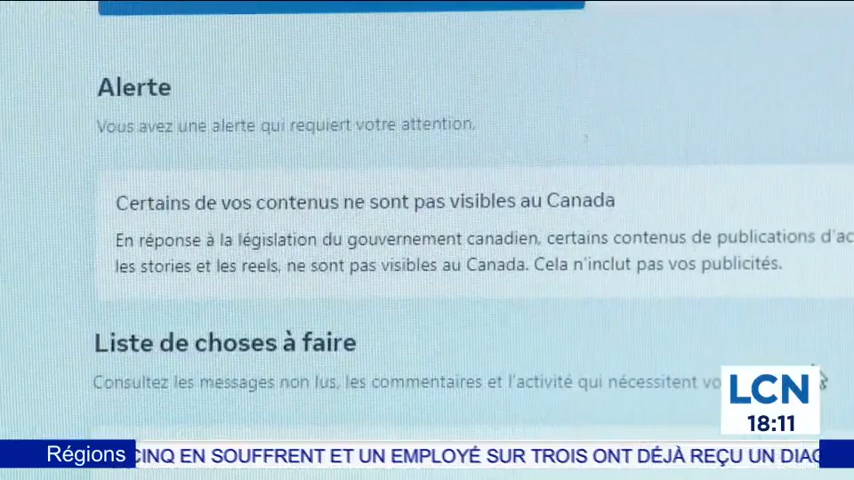 Alerte
Vous avez une alerte qui requiert votre attention.
Certains de vos contenus ne sont pas visibles au Canada
En réponse à la législation du gouvernement canadien, certains contenus de publications d'ac
les stories et les reels, ne sont pas visibles au Canada. Cela n'inclut pas vos publicités.
Liste de choses à faire
Consultez les messages non lus, les commentaires et l'activité qui nécessitent vo
LCN
18:11
Régions CINQ EN SOUFFRENT ET UN EMPLOYÉ SUR TROIS ONT DÉJÀ REÇU UN DIAG